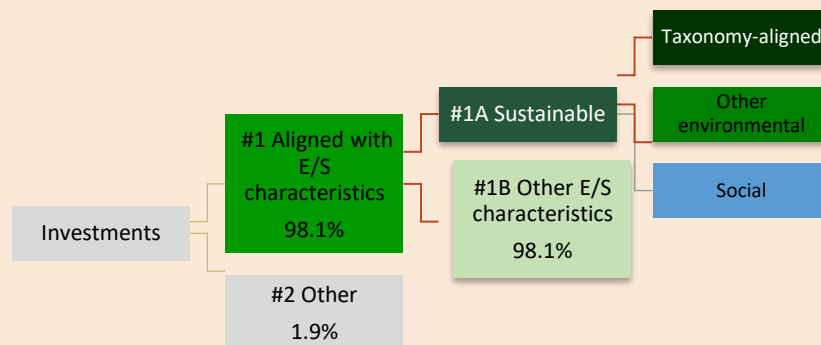 Taxonomy-aligned
#1A Sustainable
Other
environmental
#1 Aligned with
E/S
characteristics
98.1%
#1B Other E/S
characteristics
98.1%
Social
Investments
#2 Other
1.9%